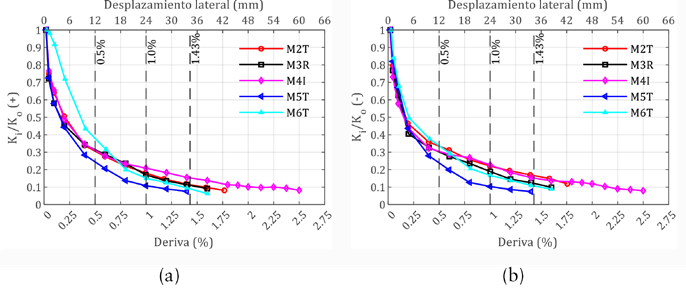 Desplazamiento lateral (mm)
0 6 12 18 24 30 36 42 48 54 60 66
1
0.9
0.8
0.7
0.6
0.5
0.4
0.3
0.2
0.1
0
Ki/Ko (+)
0.5%
1.0%
1.43%
M2T
M3R
M4I
M5T
M6T
0 0.25 0.5 0.75 1 1.25 1.5 1.75 2 2.25 2.5 2.75
Deriva (%)
(a)
Desplazamiento lateral (mm)
0 6 12 18 24 30 36 42 48 54 60 66
1
0.9
0.8
0.7
0.6
0.5
0.4
0.3
0.2
0.1
0
Ki/Ko (-)
0.5%
1.0%
1.43%
M2T
M3R
M4I
M5T
M6T
0 0.25 0.5 0.75 1 1.25 1.5 1.75 2 2.25 2.5 2.75
Deriva (%)
(b)